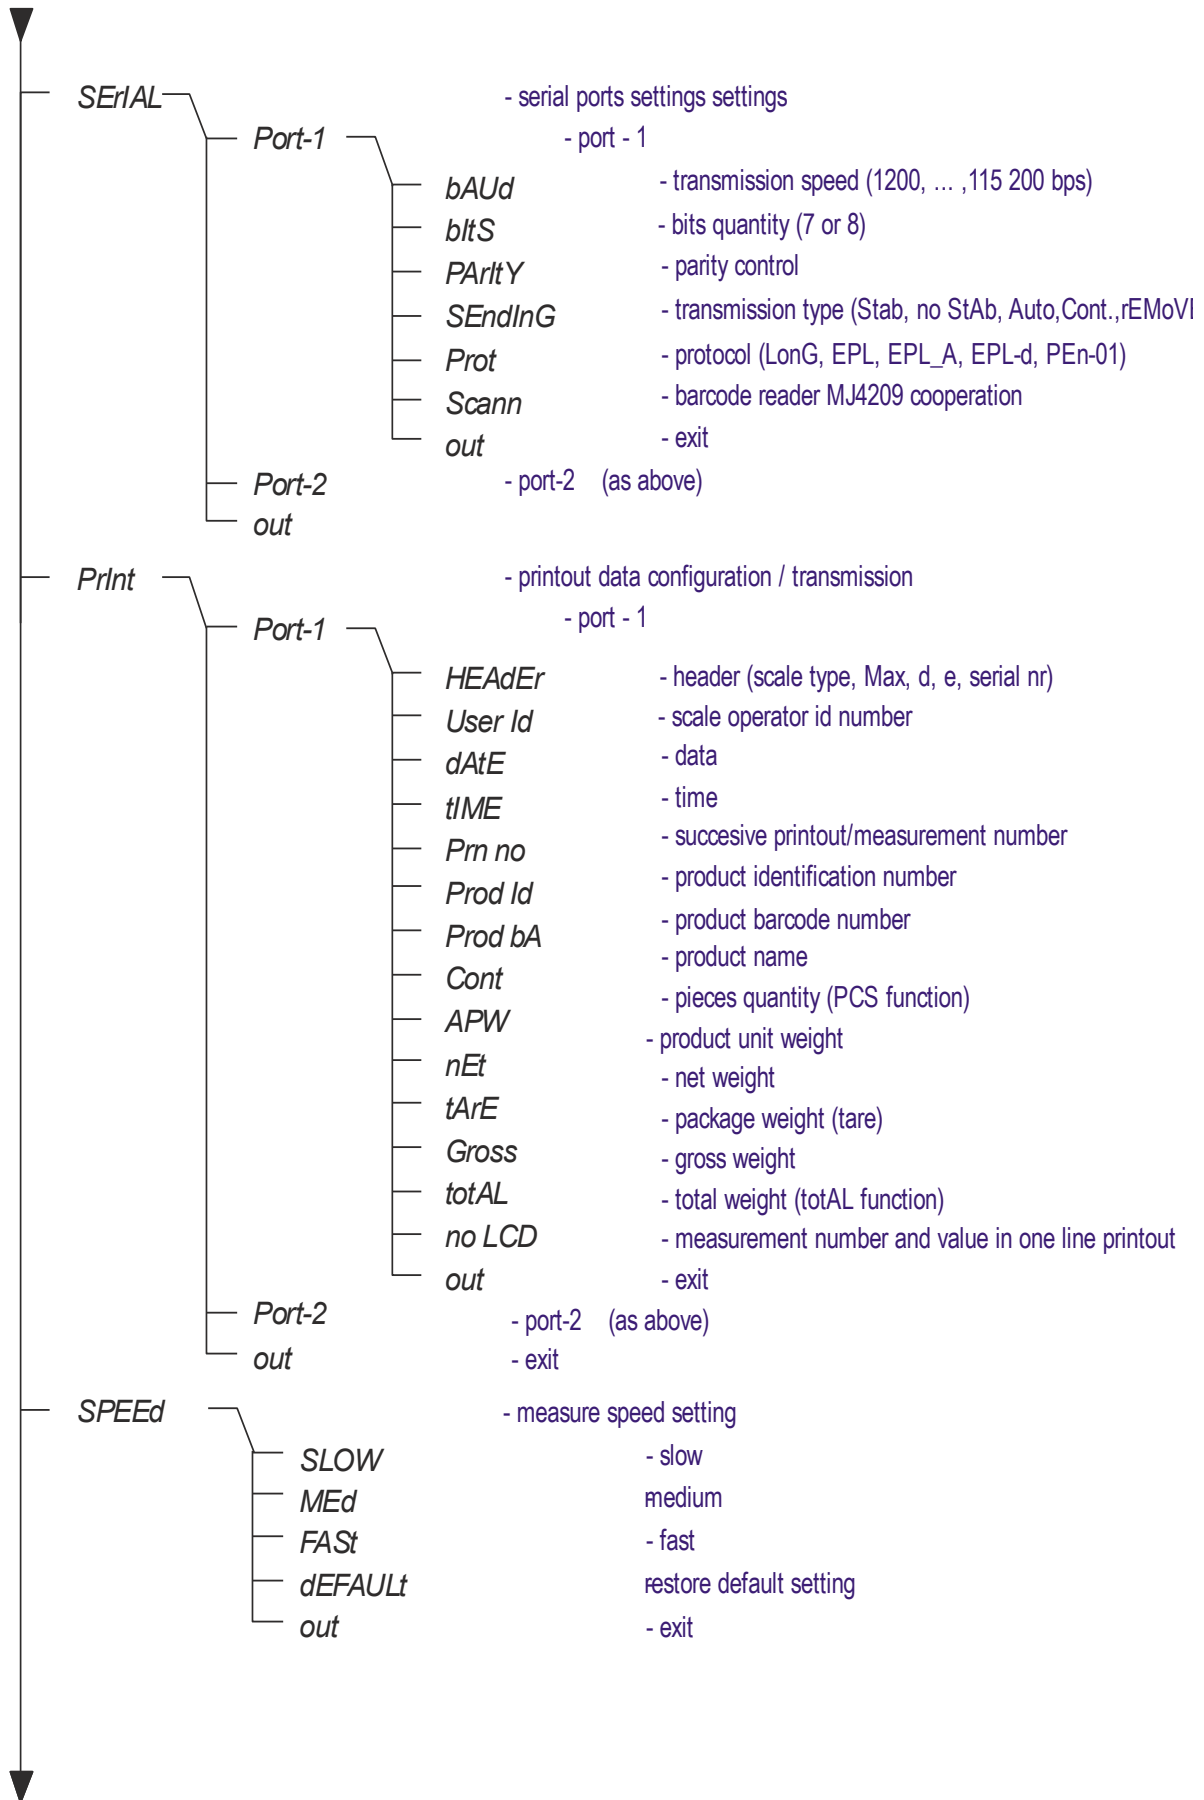 SErIAL - serial ports settings settings
Port-1 - port - 1
bAUd - transmission speed (1200, ... ,115 200 bps)
bItS - bits quantity (7 or 8)
PArItY - parity control
SEndInG - transmission type (Stab, no StAb, Auto,Cont.,rEMoVE
Prot - protocol (LonG, EPL, EPL_A, EPL-d, PEn-01)
Scann - barcode reader MJ4209 cooperation
out - exit
Port-2 - port-2 (as above)
out
PrInt - printout data configuration / transmission
Port-1 - port - 1
HEAdEr - header (scale type, Max, d, e, serial nr)
User Id - scale operator id number
dAtE - data
tIME - time
Prn no - succesive printout/measurement number
Prod Id - product identification number
Prod bA - product barcode number
- product name
Cont - pieces quantity (PCS function)
APW - product unit weight
nEt - net weight
tArE - package weight (tare)
Gross - gross weight
totAL - total weight (totAL function)
no LCD - measurement number and value in one line printout
out - exit
Port-2 - port-2 (as above)
out - exit
SPEEd - measure speed setting
SLOW - slow
MEd - medium
FASt - fast
dEFAULt - restore default setting
out - exit